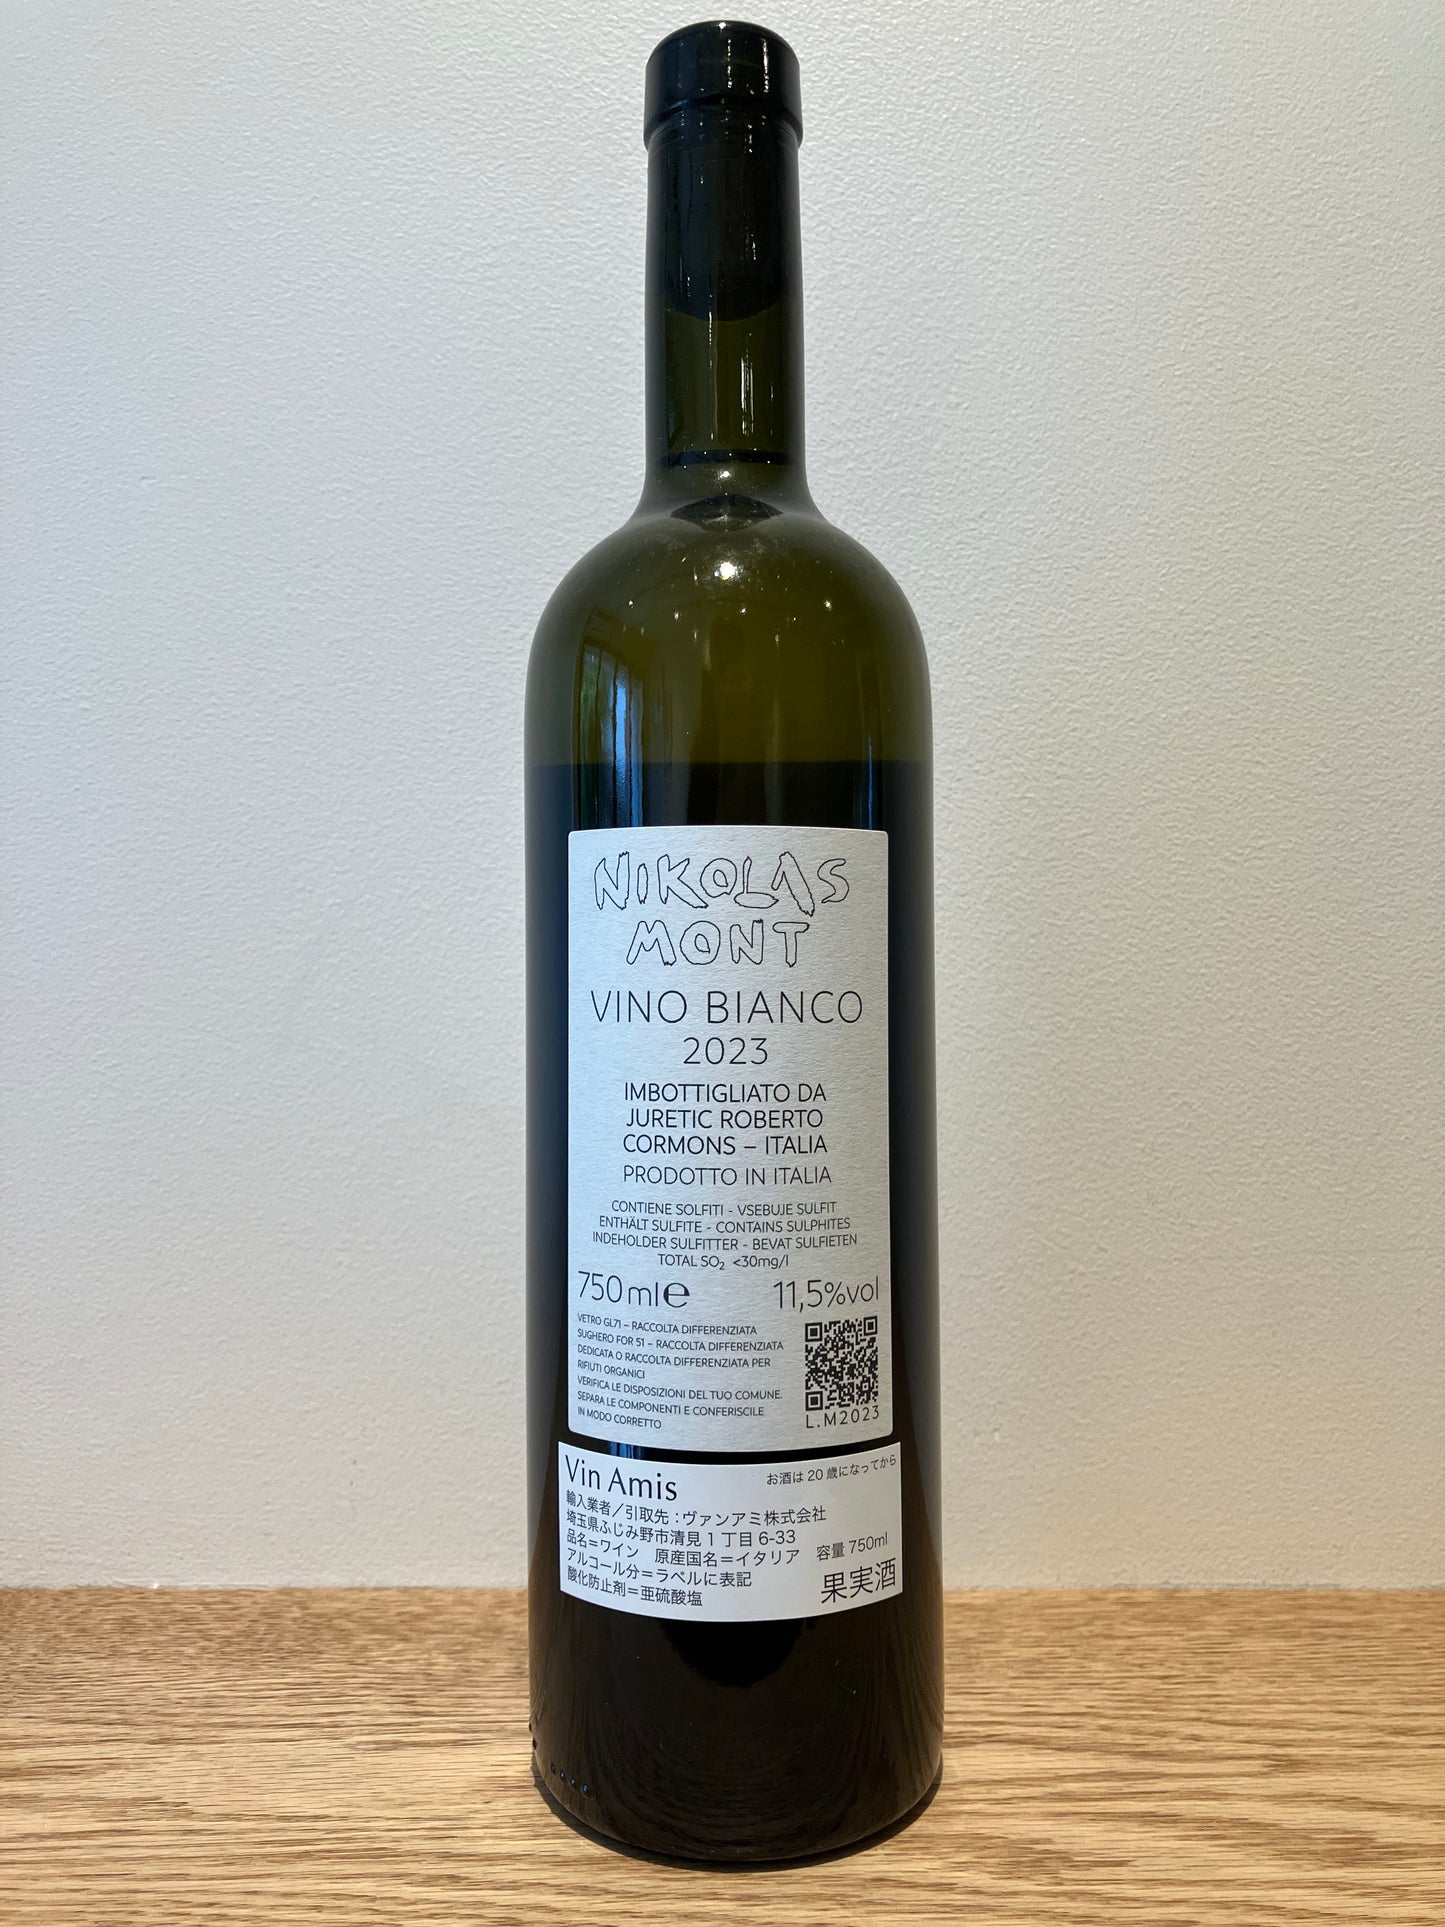 NIKOLAS
MONT
VINO BIANCO
2023
IMBOTTIGLIATO DA
JURETIC ROBERTO
CORMONS – ITALIA
PRODOTTO IN ITALIA
CONTIENE SOLFITI - VSEBUJE SULFIT
ENTHÄLT SULFITE - CONTAINS SULPHITES
INDEHOLDER SULFITTER - BEVAT SULFIETEN
TOTAL SO₂ <30mg/l
750ml℮ 11,5%vol
VETRO GL71 – RACCOLTA DIFFERENZIATA
SUGHERO FOR 51 – RACCOLTA DIFFERENZIATA
DEDICATA O RACCOLTA DIFFERENZIATA PER
RIFIUTI ORGANICI
VERIFICA LE DISPOSIZIONI DEL TUO COMUNE.
SEPARA LE COMPONENTI E CONFERISCILE
IN MODO CORRETTO
L.M2023
Vin Amis お酒は20歳になってから
輸入業者／引取先：ヴァンアミ株式会社
埼玉県ふじみ野市清見1丁目6-33
品名＝ワイン 原産国名＝イタリア 容量 750ml
アルコール分＝ラベルに表記
酸化防止剤＝亜硫酸塩 果実酒